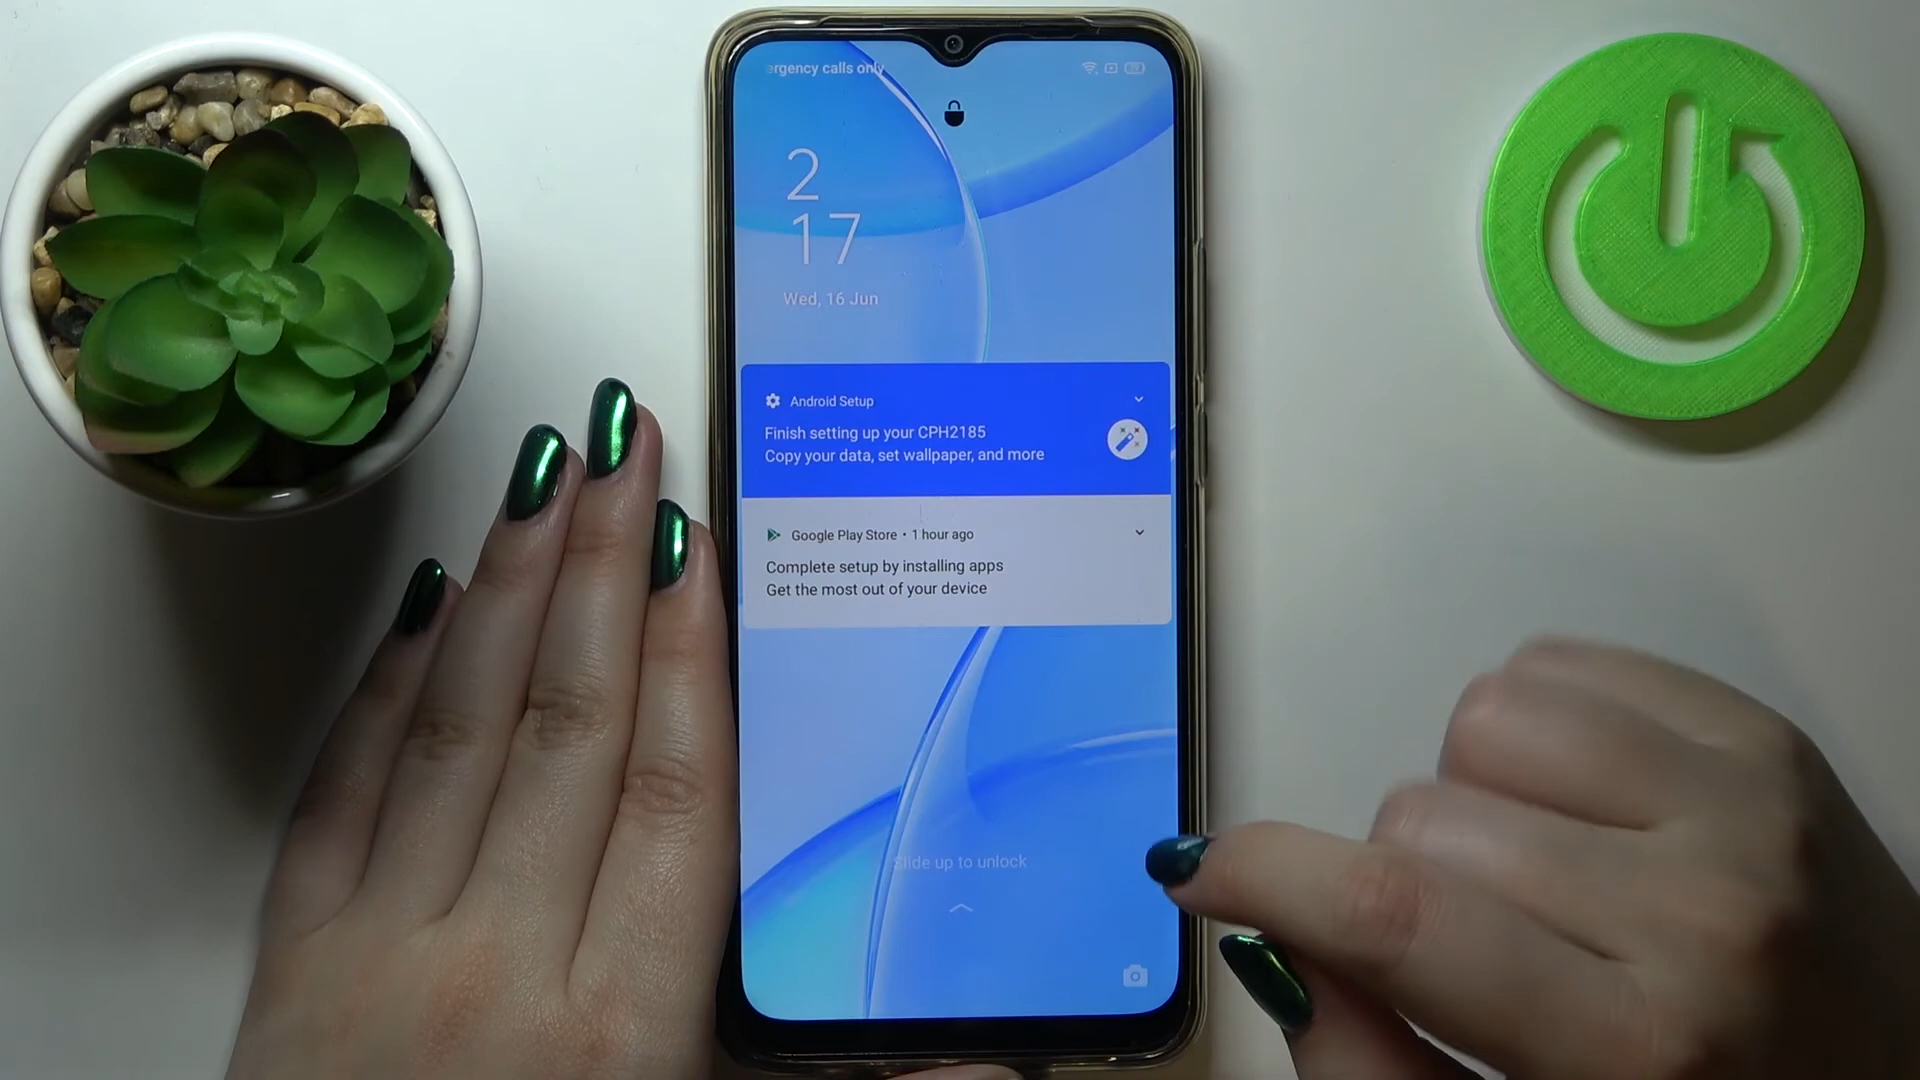 ergency calls only
2
17
Wed, 16 Jun
Android Setup
Finish setting up your CPH2185
Copy your data, set wallpaper, and more
Google Play Store • 1 hour ago
Complete setup by installing apps
Get the most out of your device
Slide up to unlock